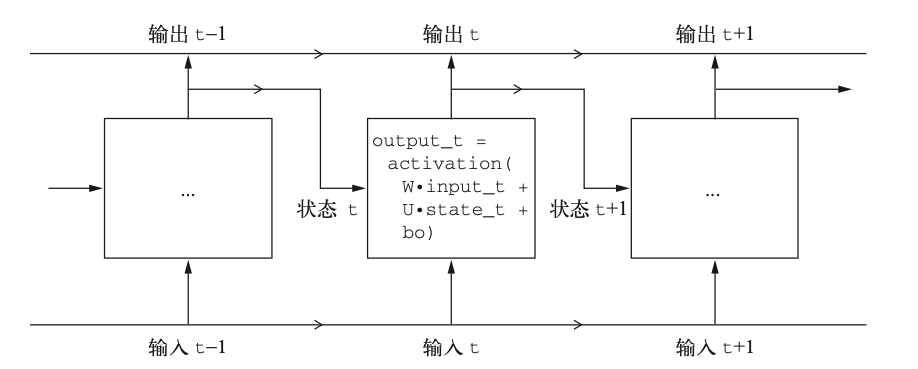 输出 t−1
输出 t
输出 t+1
...
output_t =
activation(
W•input_t +
U•state_t +
bo)
...
状态 t
状态 t+1
输入 t−1
输入 t
输入 t+1